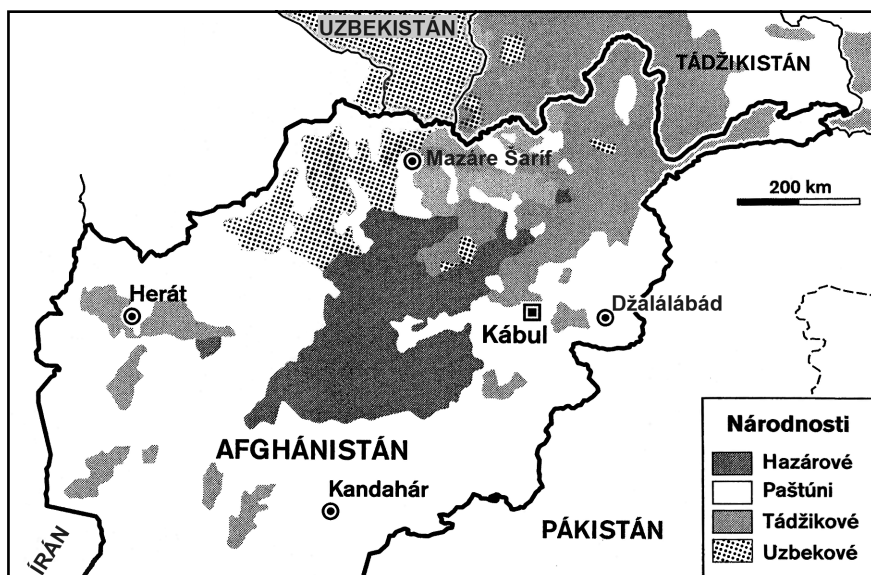 UZBEKISTÁN
TÁDŽIKISTÁN
Mazáre Šaríf
200 km
Herát
Džalálábád
Kábul
AFGHÁNISTÁN
Kandahár
PÁKISTÁN
ÍRÁN
Národnosti
Hazárové
Paštúni
Tádžikové
Uzbekové